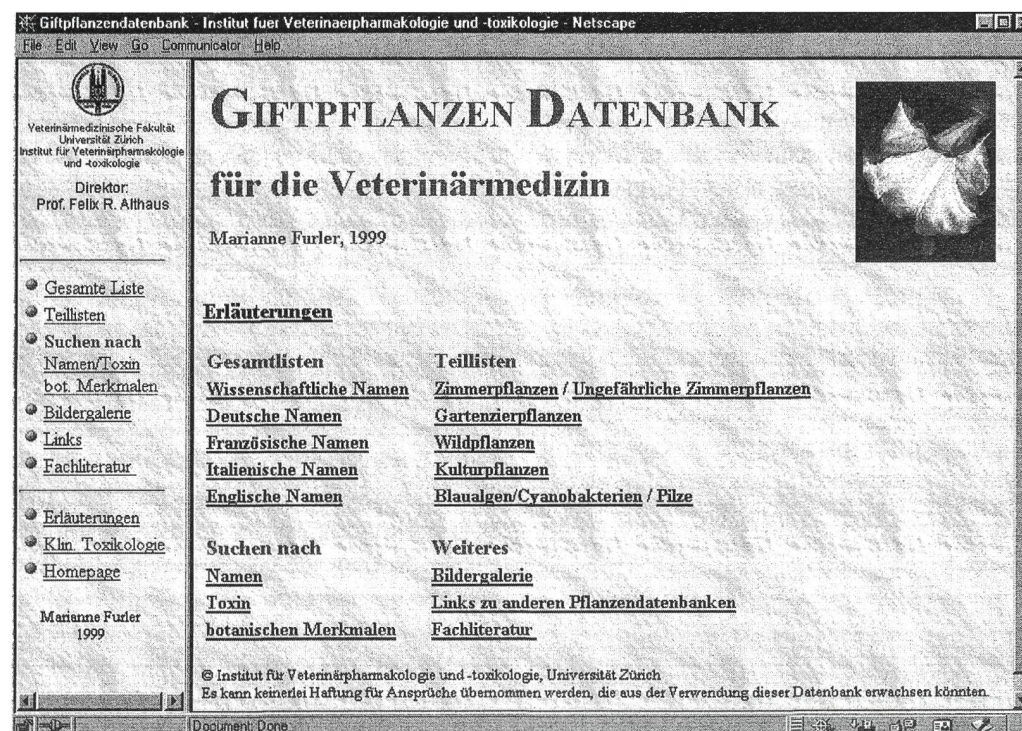 Giftpflanzendatenbank - Institut fuer Veterinaerpharmakologie und -toxikologie - Netscape
File Edit View Go Communicator Help
Veterinärmedizinische Fakultät
Universität Zürich
Institut für Veterinärpharmakologie
und -toxikologie
Direktor:
Prof. Felix R. Althaus
Gesamte Liste
Teillisten
Suchen nach
Namen/Toxin
bot. Merkmalen
Bildergalerie
Links
Fachliteratur
Erläuterungen
Klin. Toxikologie
Homepage
Marianne Furler
1999
GIFTPFLANZEN DATENBANK
für die Veterinärmedizin
Marianne Furler, 1999
Erläuterungen
Gesamtlisten Teillisten
Wissenschaftliche Namen Zimmerpflanzen / Ungefährliche Zimmerpflanzen
Deutsche Namen Gartenzierpflanzen
Französische Namen Wildpflanzen
Italienische Namen Kulturpflanzen
Englische Namen Blaualgen/Cyanobakterien / Pilze
Suchen nach Weiteres
Namen Bildergalerie
Toxin Links zu anderen Pflanzendatenbanken
botanischen Merkmalen Fachliteratur
© Institut für Veterinärpharmakologie und -toxikologie, Universität Zürich
Es kann keinerlei Haftung für Ansprüche übernommen werden, die aus der Verwendung dieser Datenbank erwachsen könnten.
Document: Done